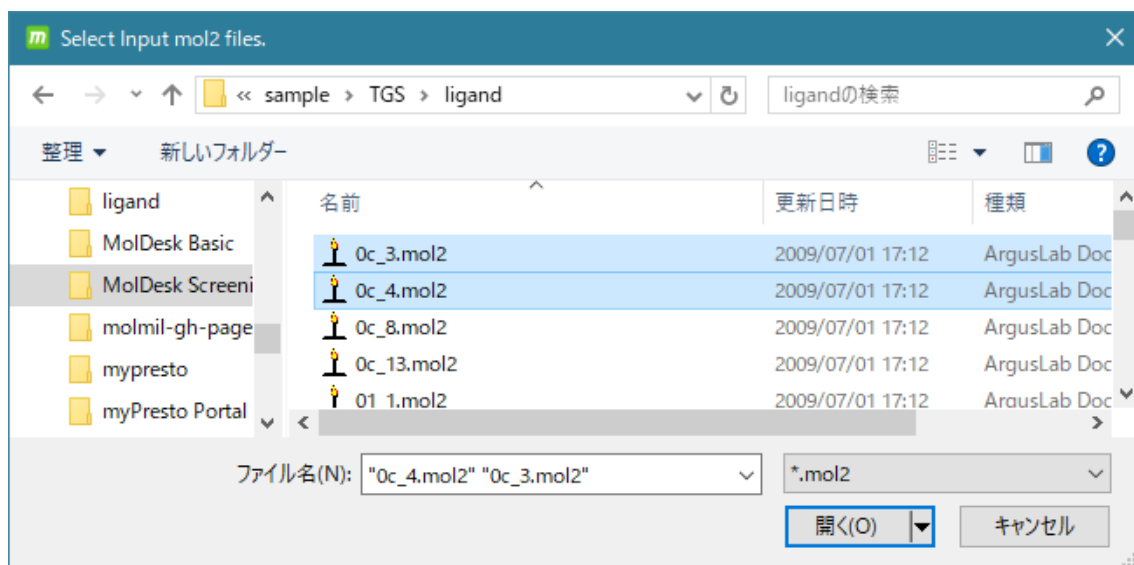 Select Input mol2 files.
« sample > TGS > ligand
ligandの検索
整理 新しいフォルダー
ligand
MolDesk Basic
MolDesk Screeni
molmil-gh-page
mypresto
myPresto Portal
名前 更新日時 種類
0c_3.mol2 2009/07/01 17:12 ArgusLab Doc
0c_4.mol2 2009/07/01 17:12 ArgusLab Doc
0c_8.mol2 2009/07/01 17:12 ArgusLab Doc
0c_13.mol2 2009/07/01 17:12 ArgusLab Doc
01_1.mol2 2009/07/01 17:12 ArgusLab Doc
ファイル名(N): "0c_4.mol2" "0c_3.mol2" *.mol2
開く(O) キャンセル